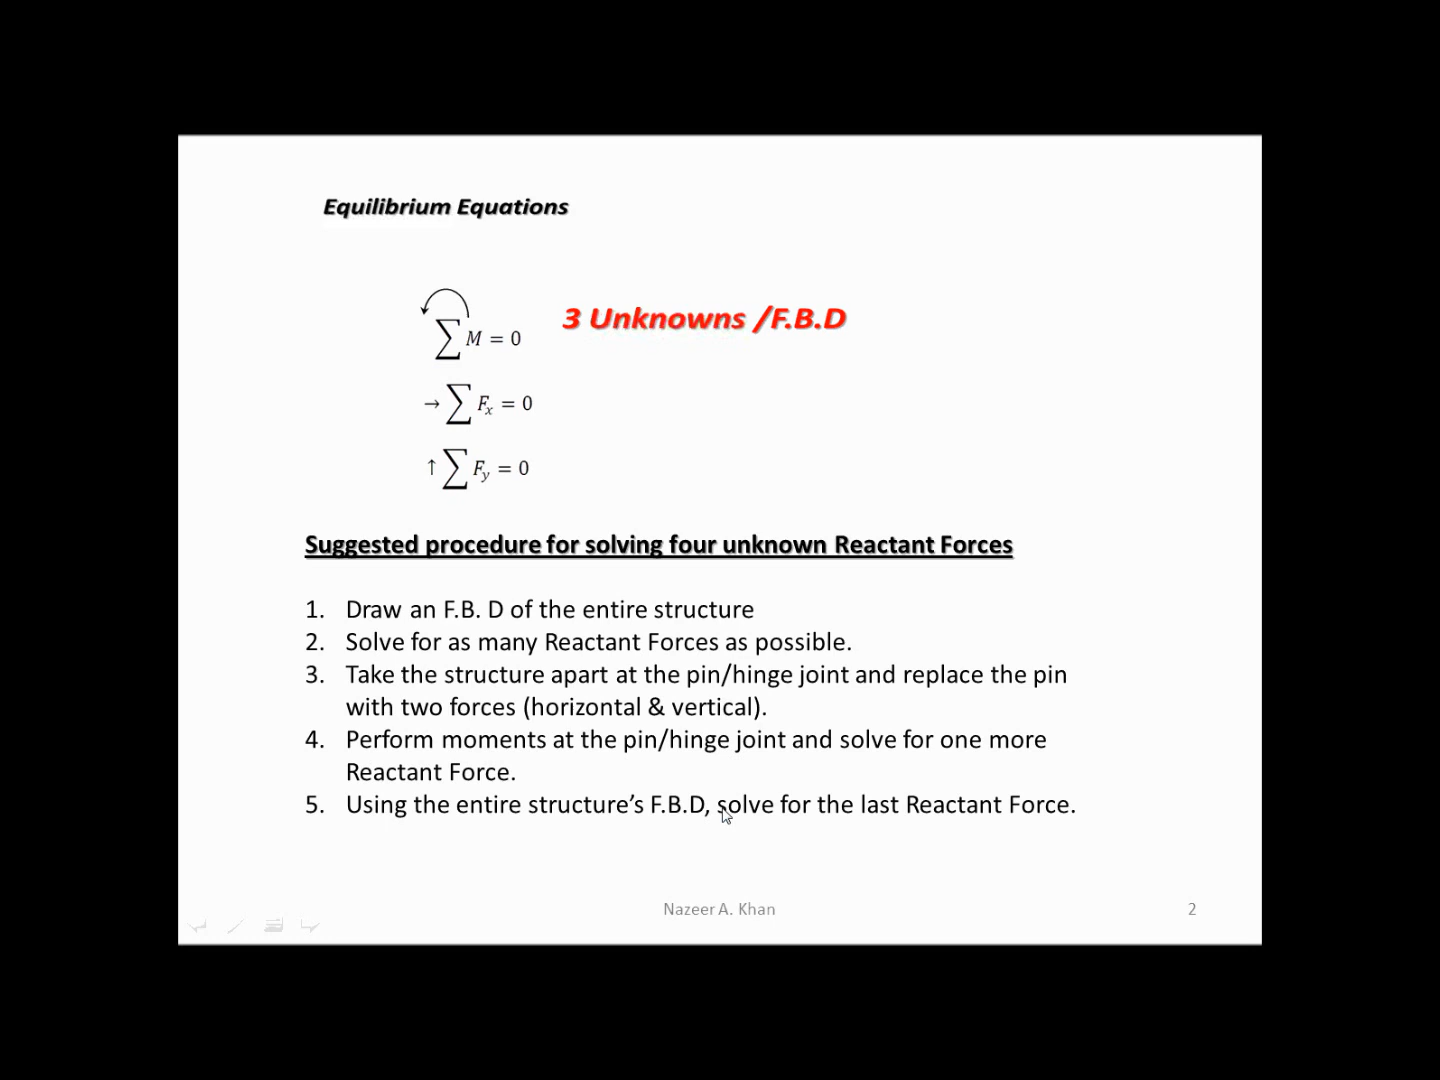 Equilibrium Equations
∑ M = 0
3 Unknowns /F.B.D
→ ∑ Fₓ = 0
↑ ∑ F_y = 0
Suggested procedure for solving four unknown Reactant Forces
1. Draw an F.B. D of the entire structure
2. Solve for as many Reactant Forces as possible.
3. Take the structure apart at the pin/hinge joint and replace the pin
with two forces (horizontal & vertical).
4. Perform moments at the pin/hinge joint and solve for one more
Reactant Force.
5. Using the entire structure’s F.B.D, solve for the last Reactant Force.
Nazeer A. Khan
2